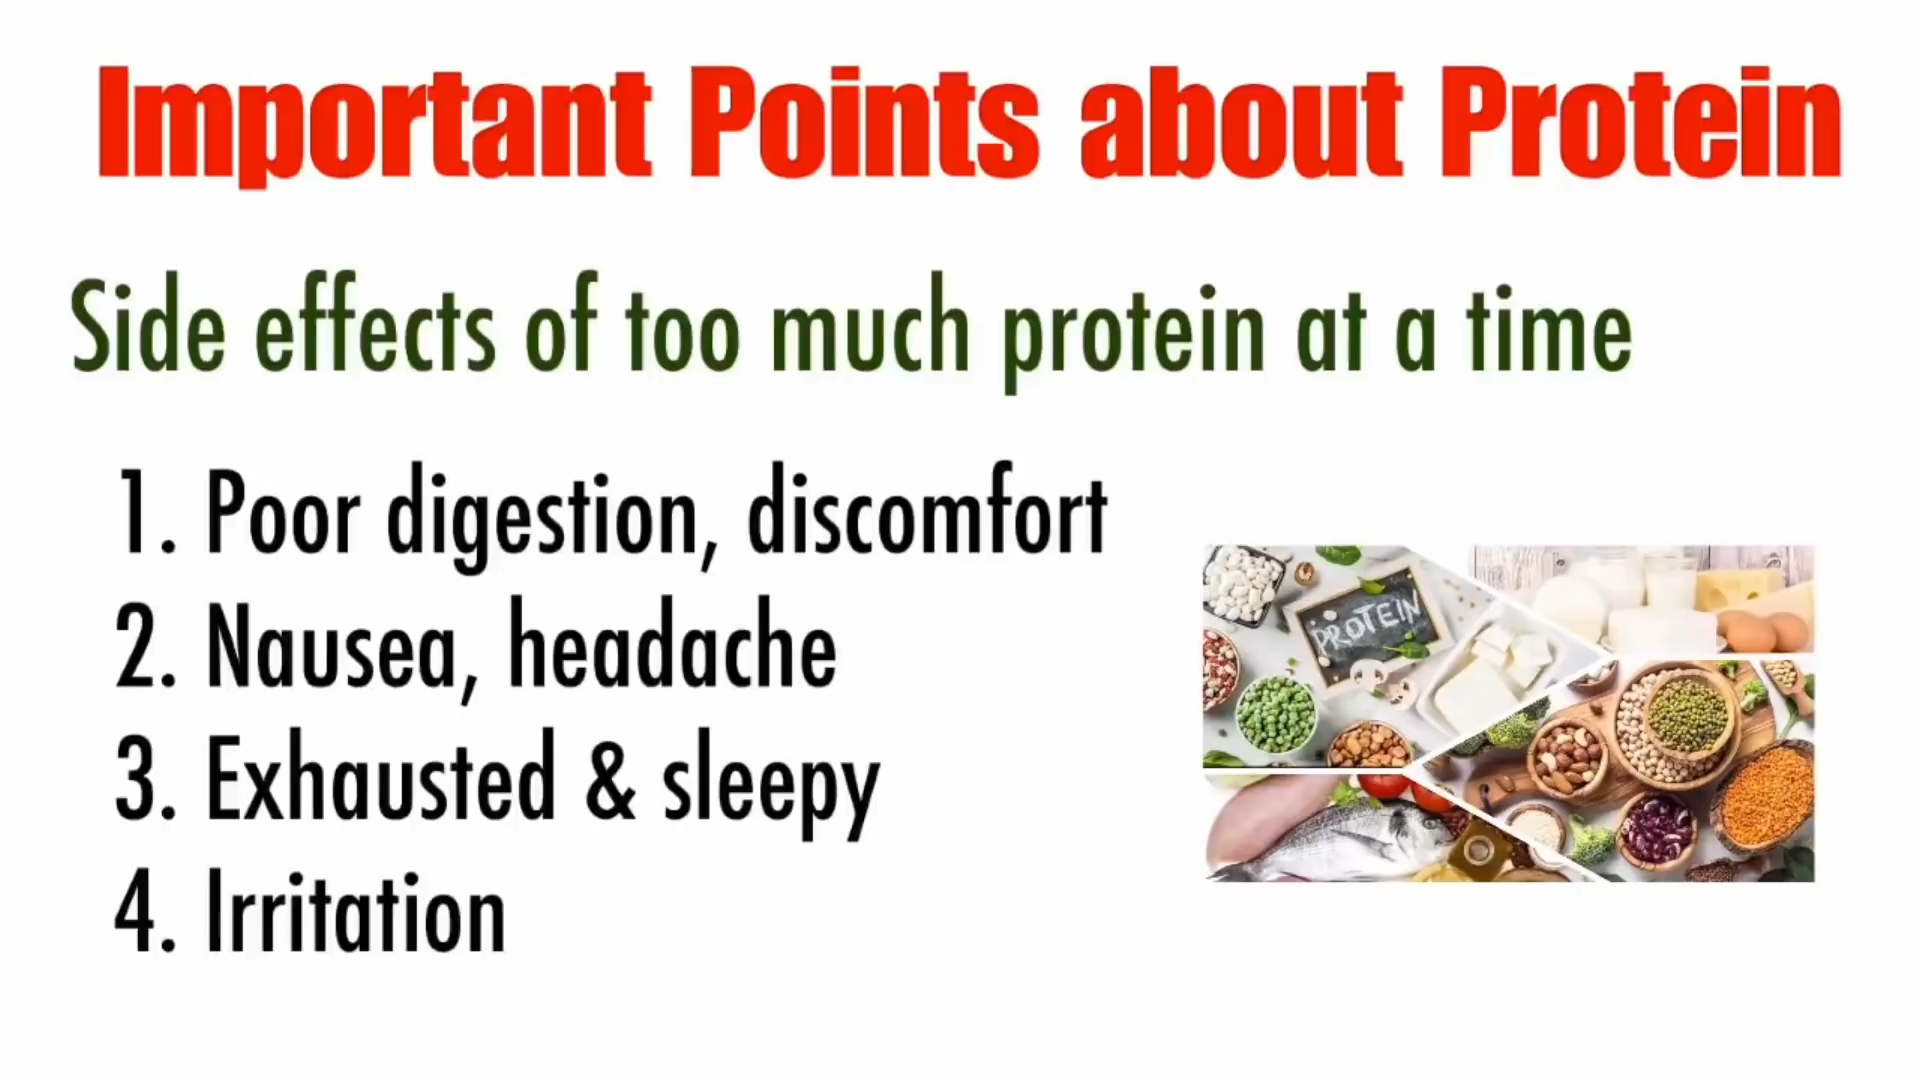 Important Points about Protein
Side effects of too much protein at a time
1. Poor digestion, discomfort
2. Nausea, headache
3. Exhausted & sleepy
4. Irritation
PROTEIN